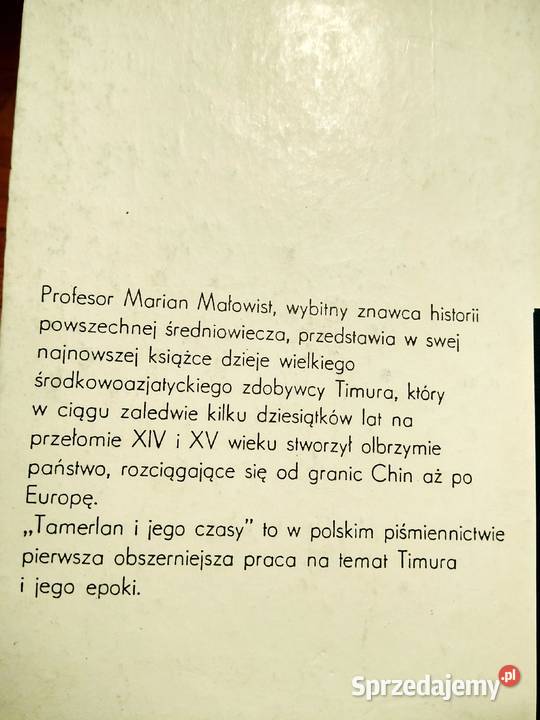 Profesor Marian Małowist, wybitny znawca historii
powszechnej średniowiecza, przedstawia w swej
najnowszej książce dzieje wielkiego
środkowoazjatyckiego zdobywcy Timura, który
w ciągu zaledwie kilku dziesiątków lat na
przełomie XIV i XV wieku stworzył olbrzymie
państwo, rozciągające się od granic Chin aż po
Europę.
„Tamerlan i jego czasy” to w polskim piśmiennictwie
pierwsza obszerniejsza praca na temat Timura
i jego epoki.
Sprzedajemy.pl